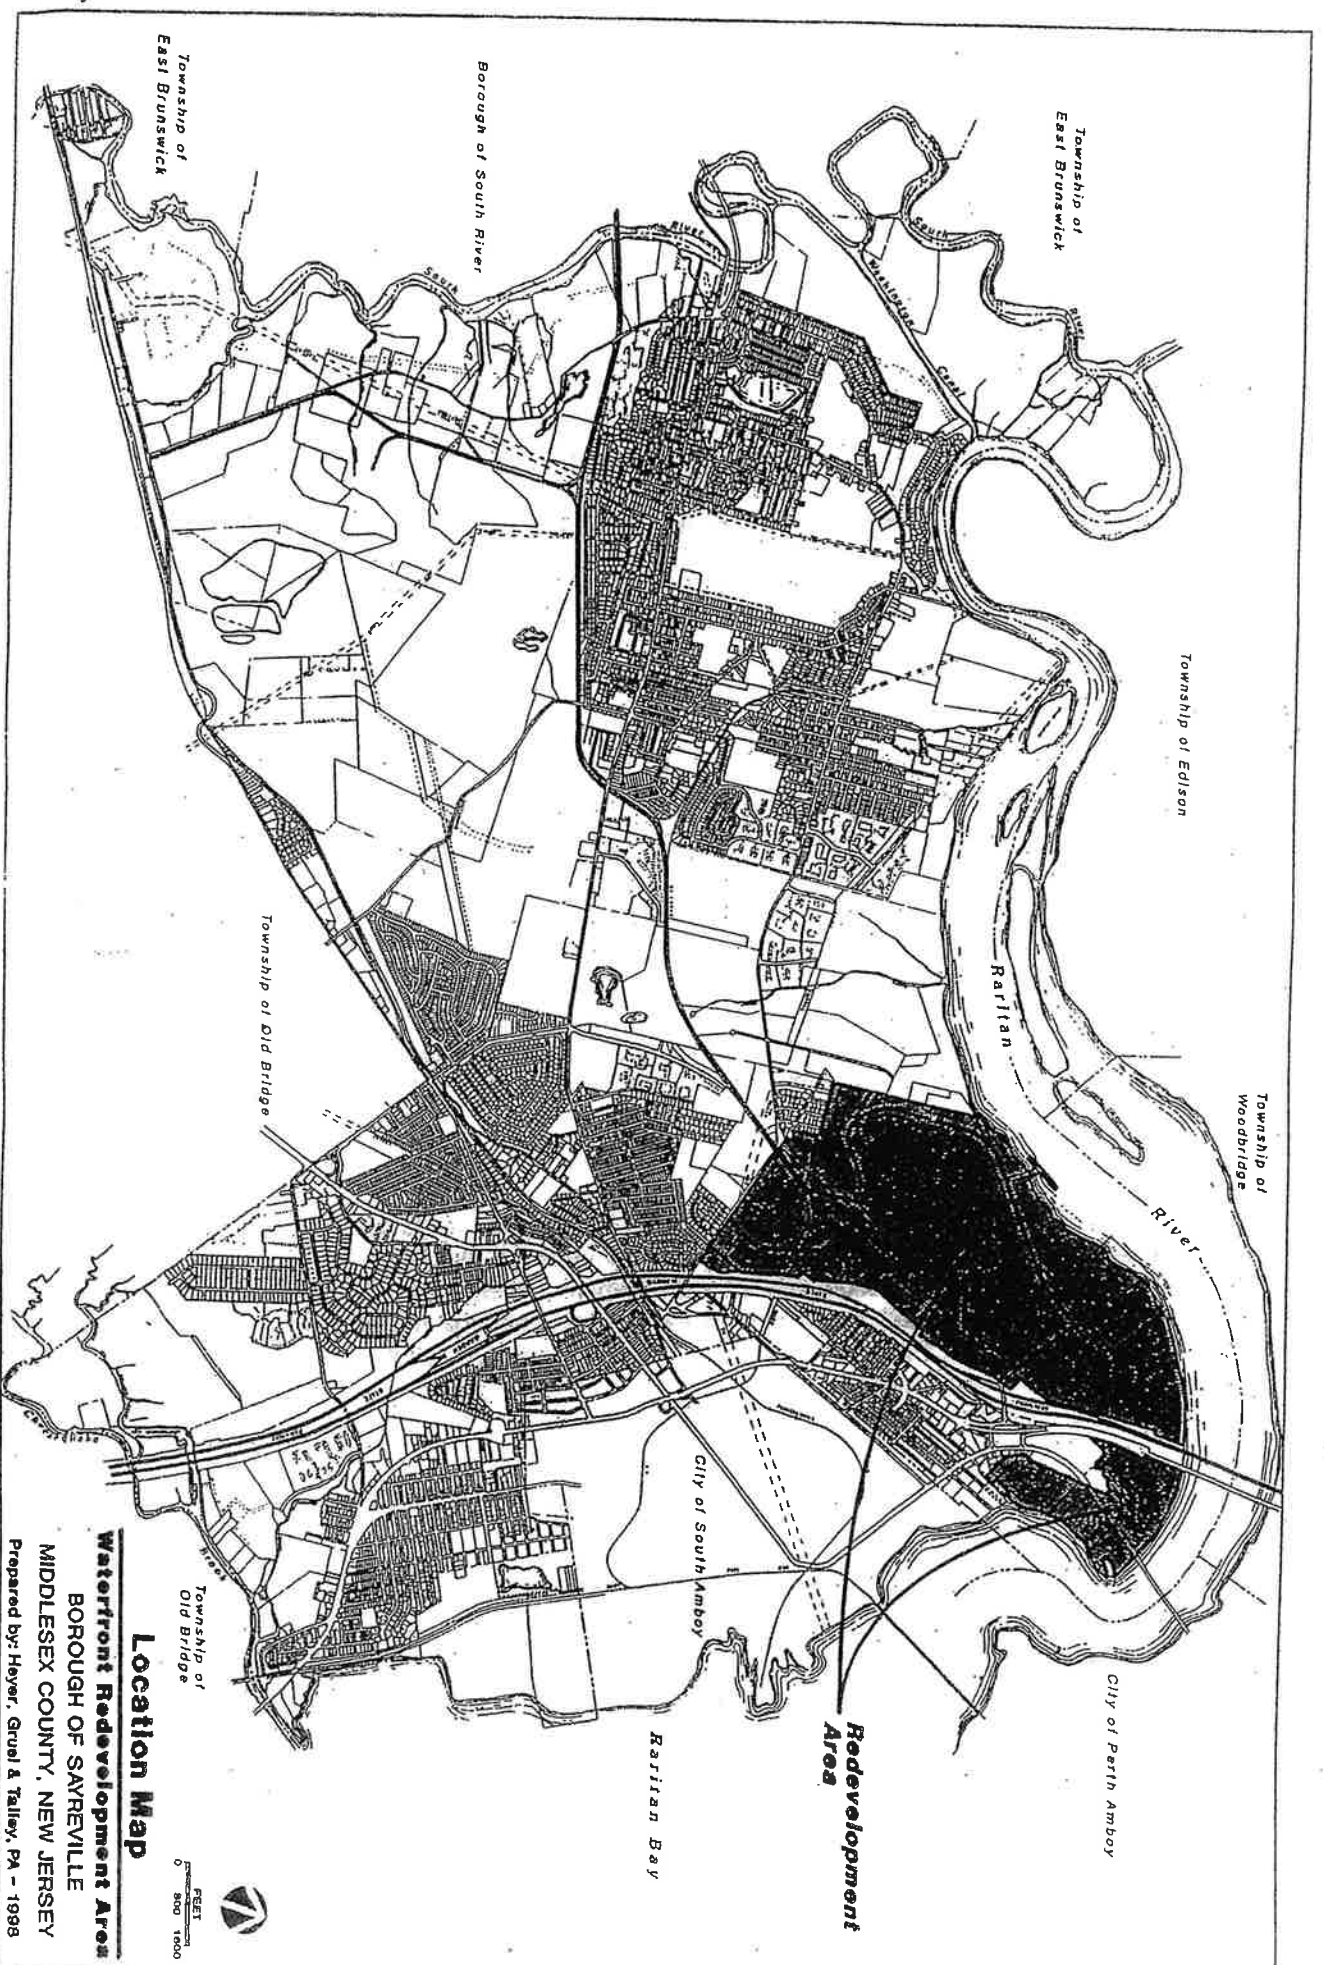 Township of
East Brunswick
Borough of South River
Township of
East Brunswick
South
River
South
River
Washington
Canal
Township of Edison
Raritan
River
Township of
Woodbridge
Township of Old Bridge
City of South Amboy
City of Perth Amboy
Redevelopment
Area
Raritan Bay
Cheesequake
Brook
Township of
Old Bridge
Location Map
Waterfront Redevelopment Area
BOROUGH OF SAYREVILLE
MIDDLESEX COUNTY, NEW JERSEY
Prepared by: Heyer, Gruel & Talley, PA - 1998
FEET
0 800 1600